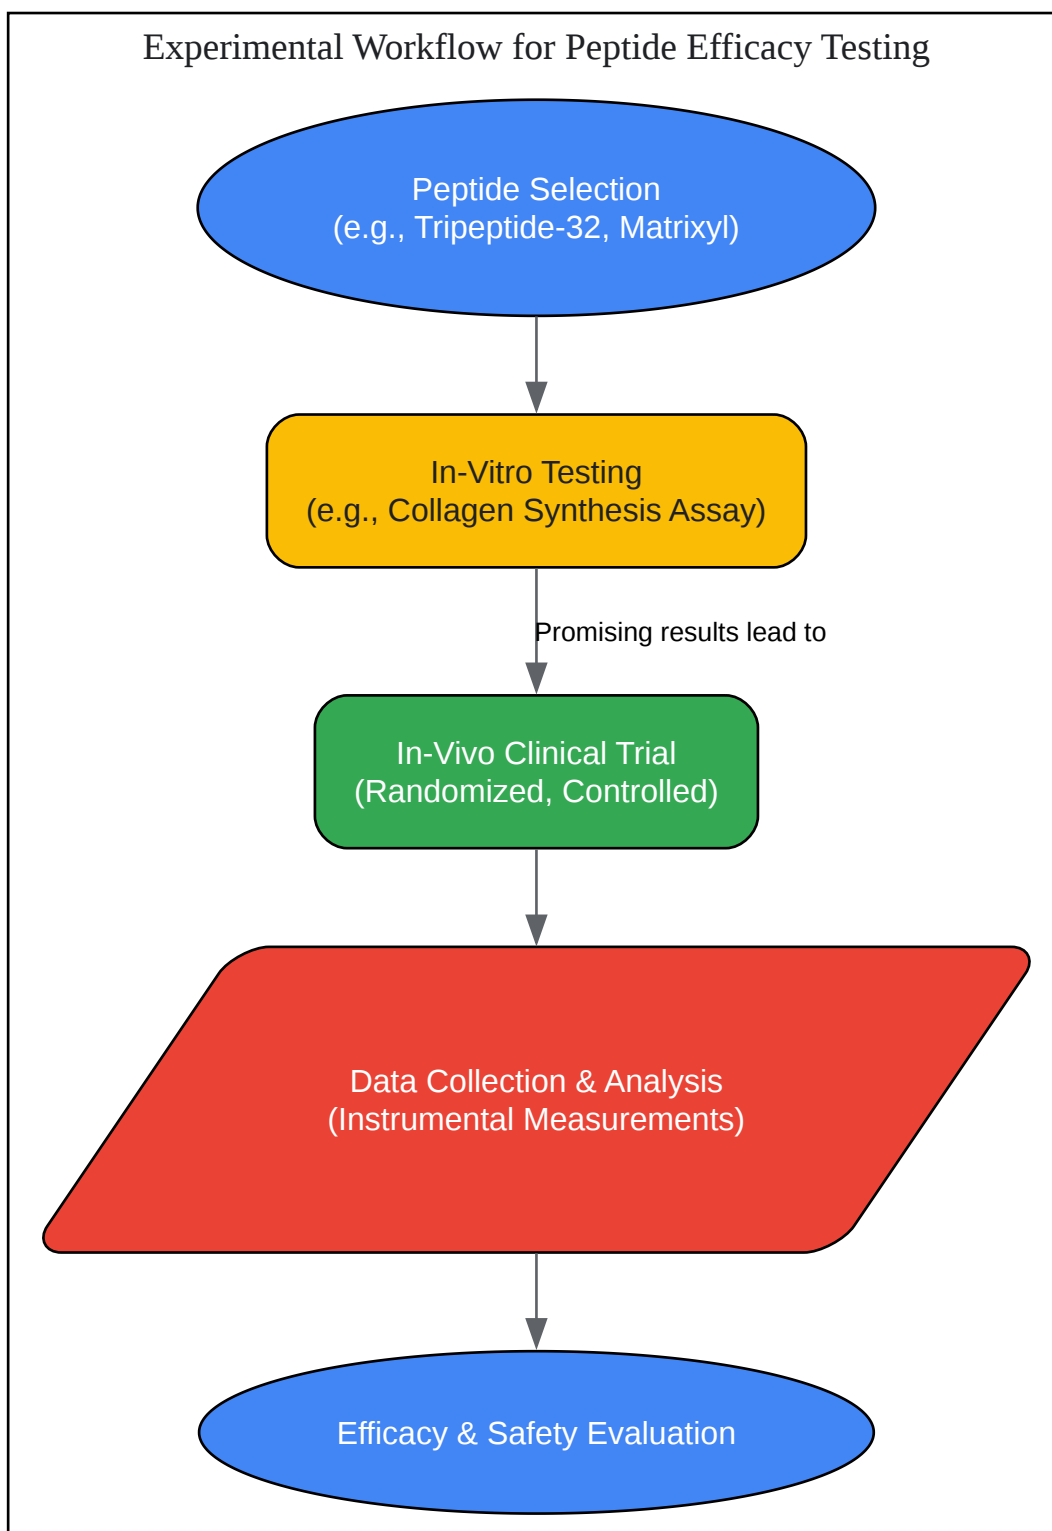 Experimental Workflow for Peptide Efficacy Testing
Peptide Selection
(e.g., Tripeptide-32, Matrixyl)
In-Vitro Testing
(e.g., Collagen Synthesis Assay)
Promising results lead to
In-Vivo Clinical Trial
(Randomized, Controlled)
Data Collection & Analysis
(Instrumental Measurements)
Efficacy & Safety Evaluation